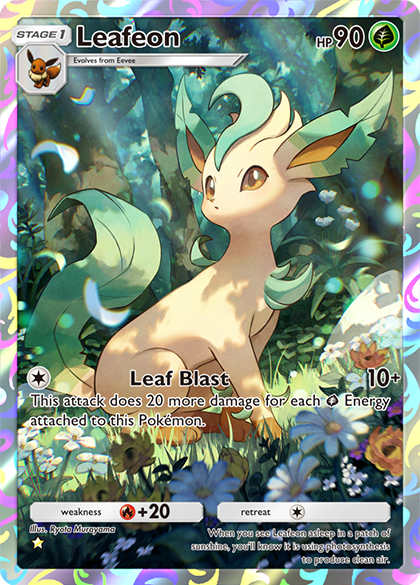 STAGE 1 Leafeon HP 90
Evolves from Eevee
Leaf Blast 10+
This attack does 20 more damage for each Energy
attached to this Pokémon.
weakness +20 retreat
Illus. Ryota Murayama
When you see Leafeon asleep in a patch of
sunshine, you'll know it is using photosynthesis
to produce clean air.